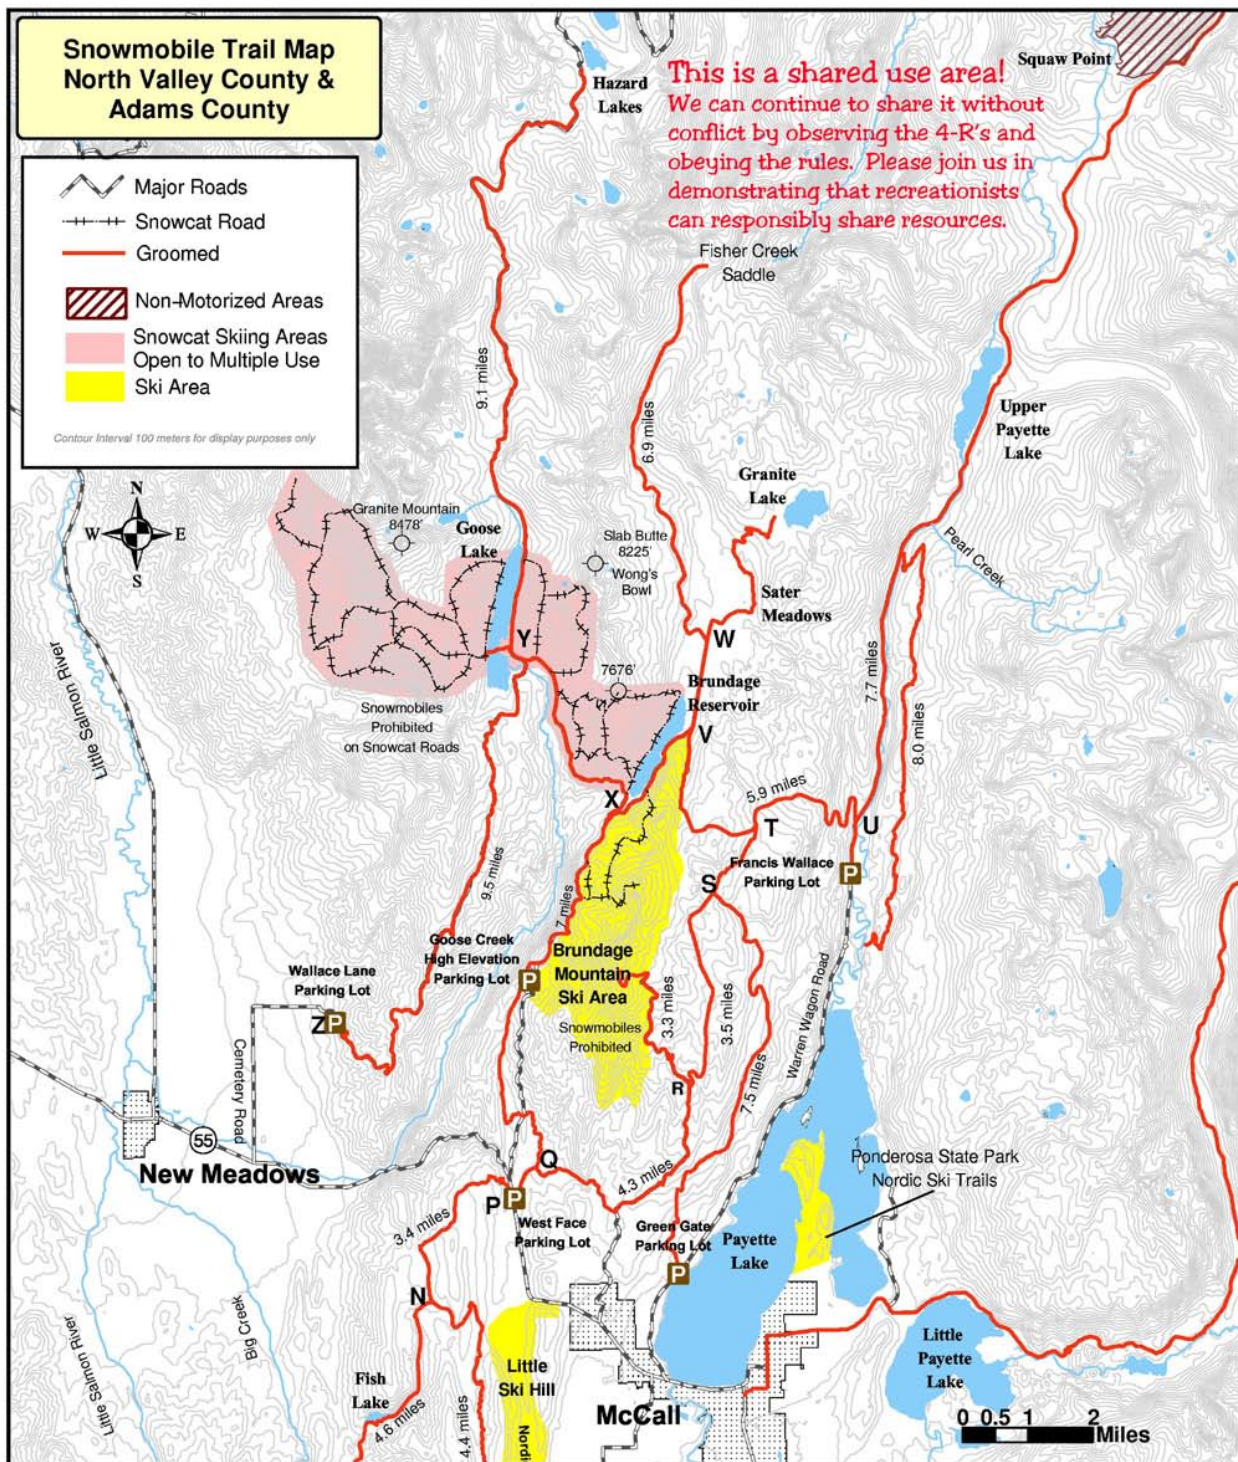 Snowmobile Trail Map
North Valley County &
Adams County
Major Roads
Snowcat Road
Groomed
Non-Motorized Areas
Snowcat Skiing Areas
Open to Multiple Use
Ski Area
Contour Interval 100 meters for display purposes only
This is a shared use area!
We can continue to share it without
conflict by observing the 4-R's and
obeying the rules. Please join us in
demonstrating that recreationists
can responsibly share resources.
Squaw Point
Hazard
Lakes
Fisher Creek
Saddle
9.1 miles
6.9 miles
Upper
Payette
Lake
Granite
Lake
N
W
E
S
Granite Mountain
8478'
Goose
Lake
Slab Butte
8225'
Wong's
Bowl
Pearl Creek
Sater
Meadows
Y
W
7676'
Brundage
Reservoir
V
7.7 miles
8.0 miles
Little Salmon River
Snowmobiles
Prohibited
on Snowcat Roads
X
5.9 miles
T
U
Francis Wallace
Parking Lot
P
S
9.5 miles
7 miles
Goose Creek
High Elevation
Parking Lot
P
Brundage
Mountain
Ski Area
Wallace Lane
Parking Lot
Z
P
Snowmobiles
Prohibited
3.3 miles
3.5 miles
Warren Wagon Road
Cemetery Road
R
7.5 miles
55
New Meadows
Q
4.3 miles
Ponderosa State Park
Nordic Ski Trails
P
P
West Face
Parking Lot
Green Gate
Parking Lot
P
Payette
Lake
3.4 miles
N
Big Creek
Little Salmon River
Fish
Lake
4.6 miles
4.4 miles
Little
Ski Hill
Nordi
McCall
Little
Payette
Lake
0 0.5 1 2
Miles